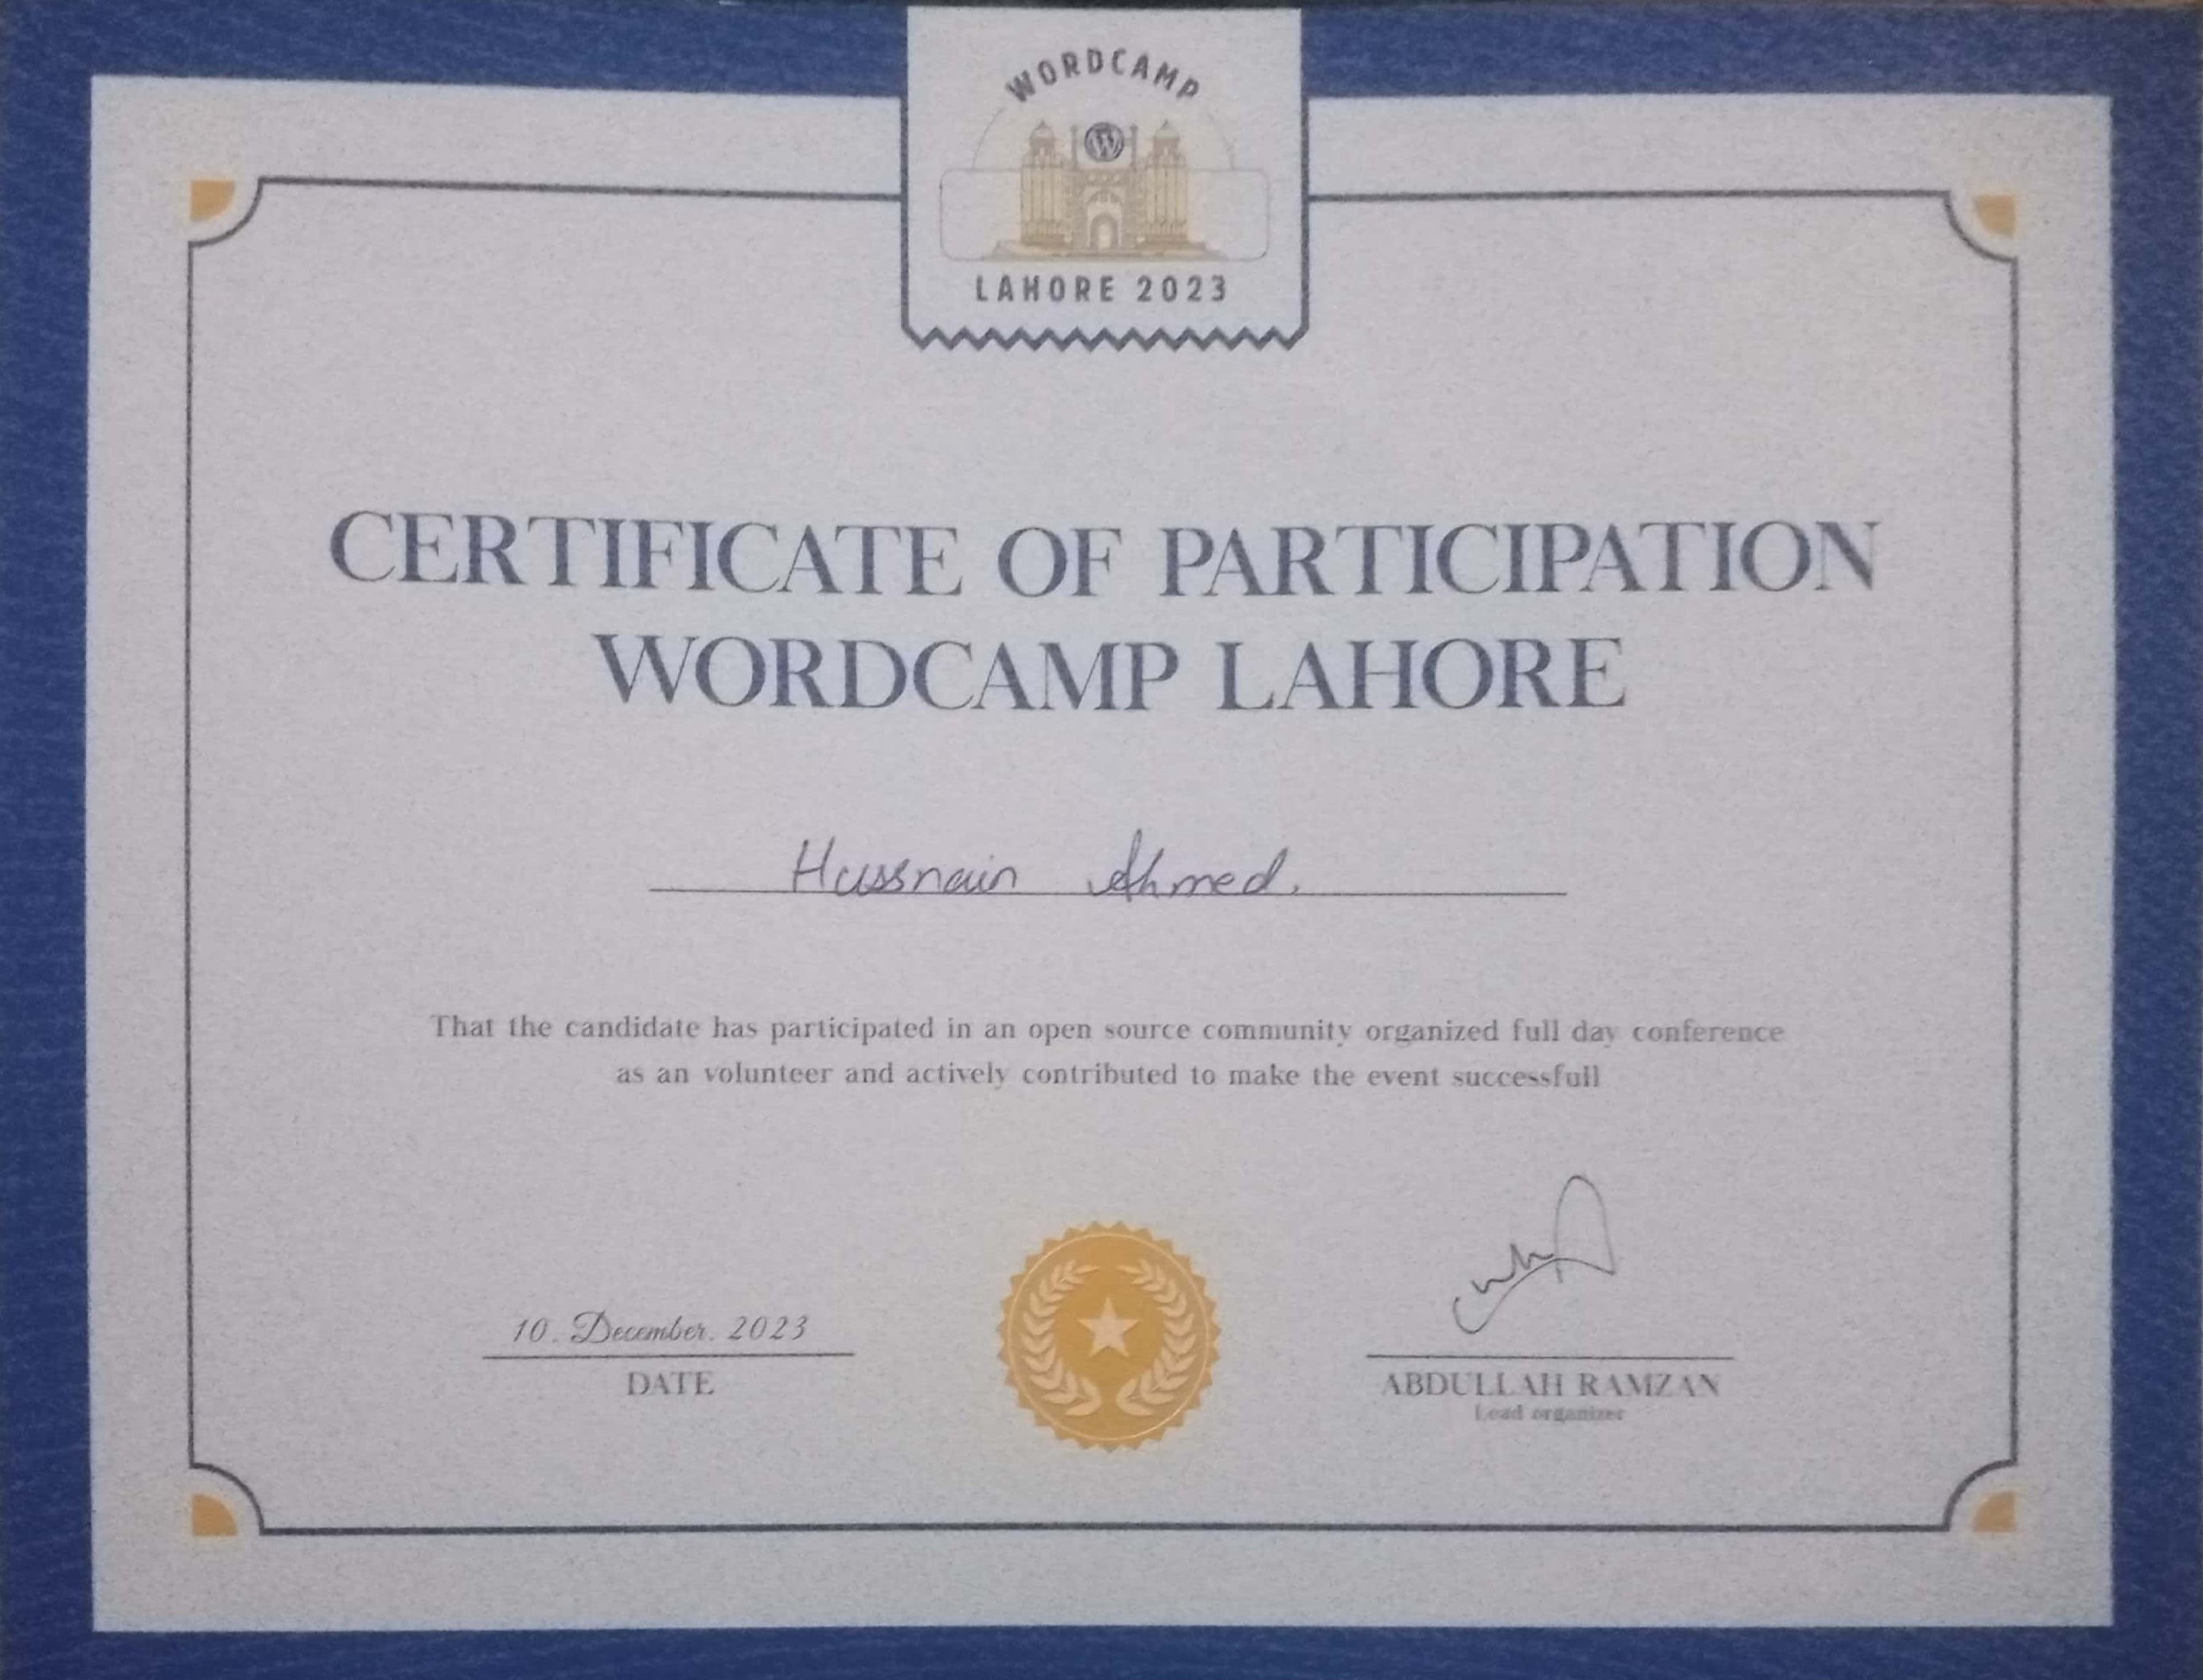 WORDCAMP
LAHORE 2023
CERTIFICATE OF PARTICIPATION
WORDCAMP LAHORE
Hussnain Ahmed.
That the candidate has participated in an open source community organized full day conference
as an volunteer and actively contributed to make the event successfull
10. December. 2023
DATE
ABDULLAH RAMZAN
Lead organizer